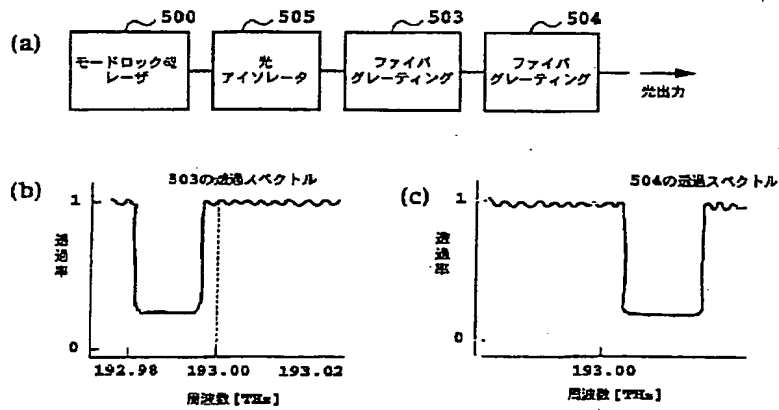 (a)
500
505
503
504
モードロック型
レーザ
光
アイソレータ
ファイバ
グレーティング
ファイバ
グレーティング
光出力
(b)
503の透過スペクトル
1
透過率
0
192.98
193.00
193.02
周波数[THz]
(c)
504の透過スペクトル
1
透過率
0
193.00
周波数[THz]